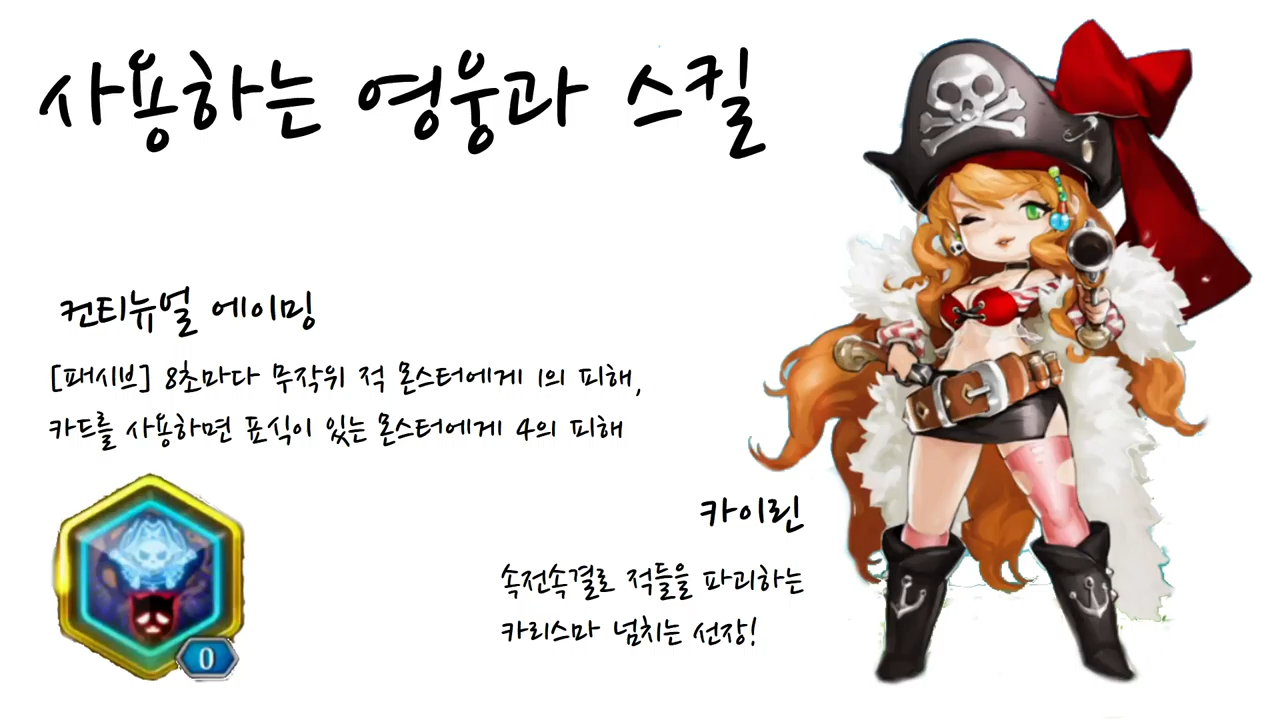 사용하는 영웅과 스킬
컨티뉴얼 에이밍
[패시브] 8초마다 무작위 적 몬스터에게 1의 피해,
카드를 사용하면 표식이 있는 몬스터에게 4의 피해
0
카이린
속전속결로 적들을 파괴하는
카리스마 넘치는 선장!